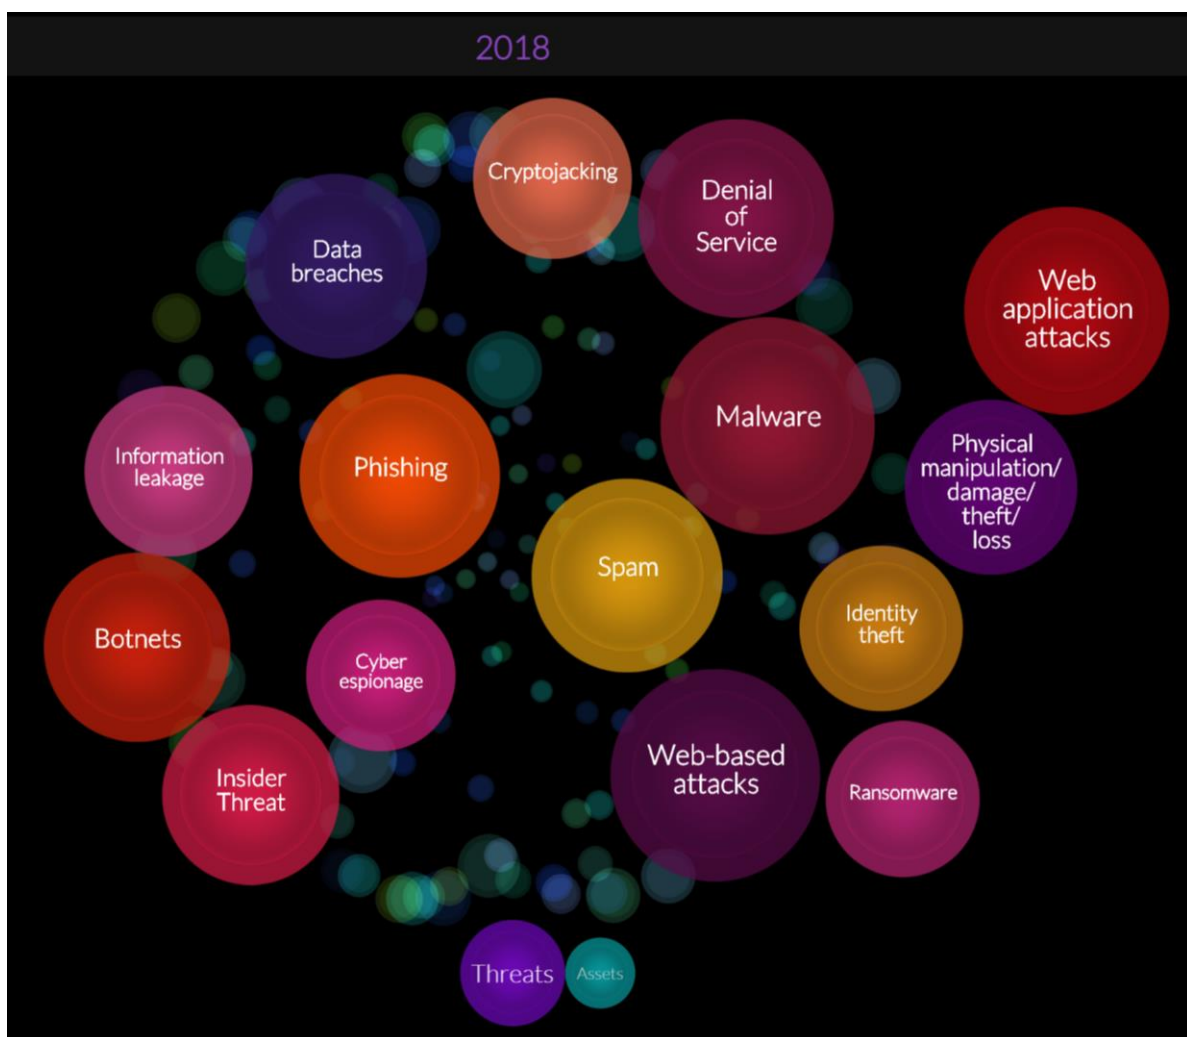 2018
Cryptojacking
Denial
of
Service
Data
breaches
Web
application
attacks
Malware
Information
leakage
Phishing
Physical
manipulation/
damage/
theft/
loss
Spam
Identity
theft
Botnets
Cyber
espionage
Insider
Threat
Web-based
attacks
Ransomware
Threats
Assets